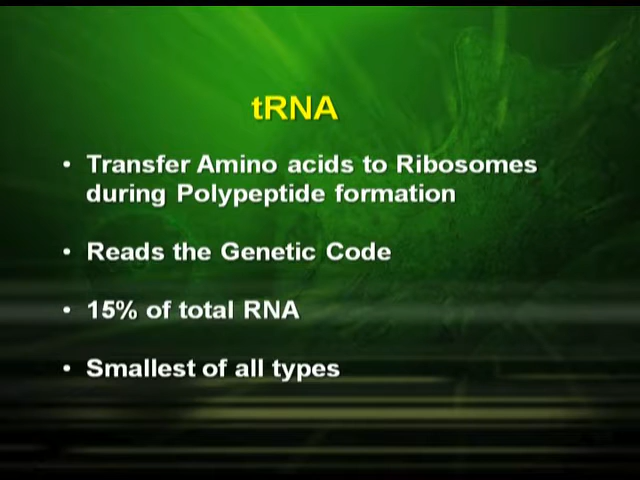 tRNA
• Transfer Amino acids to Ribosomes
during Polypeptide formation
• Reads the Genetic Code
• 15% of total RNA
• Smallest of all types